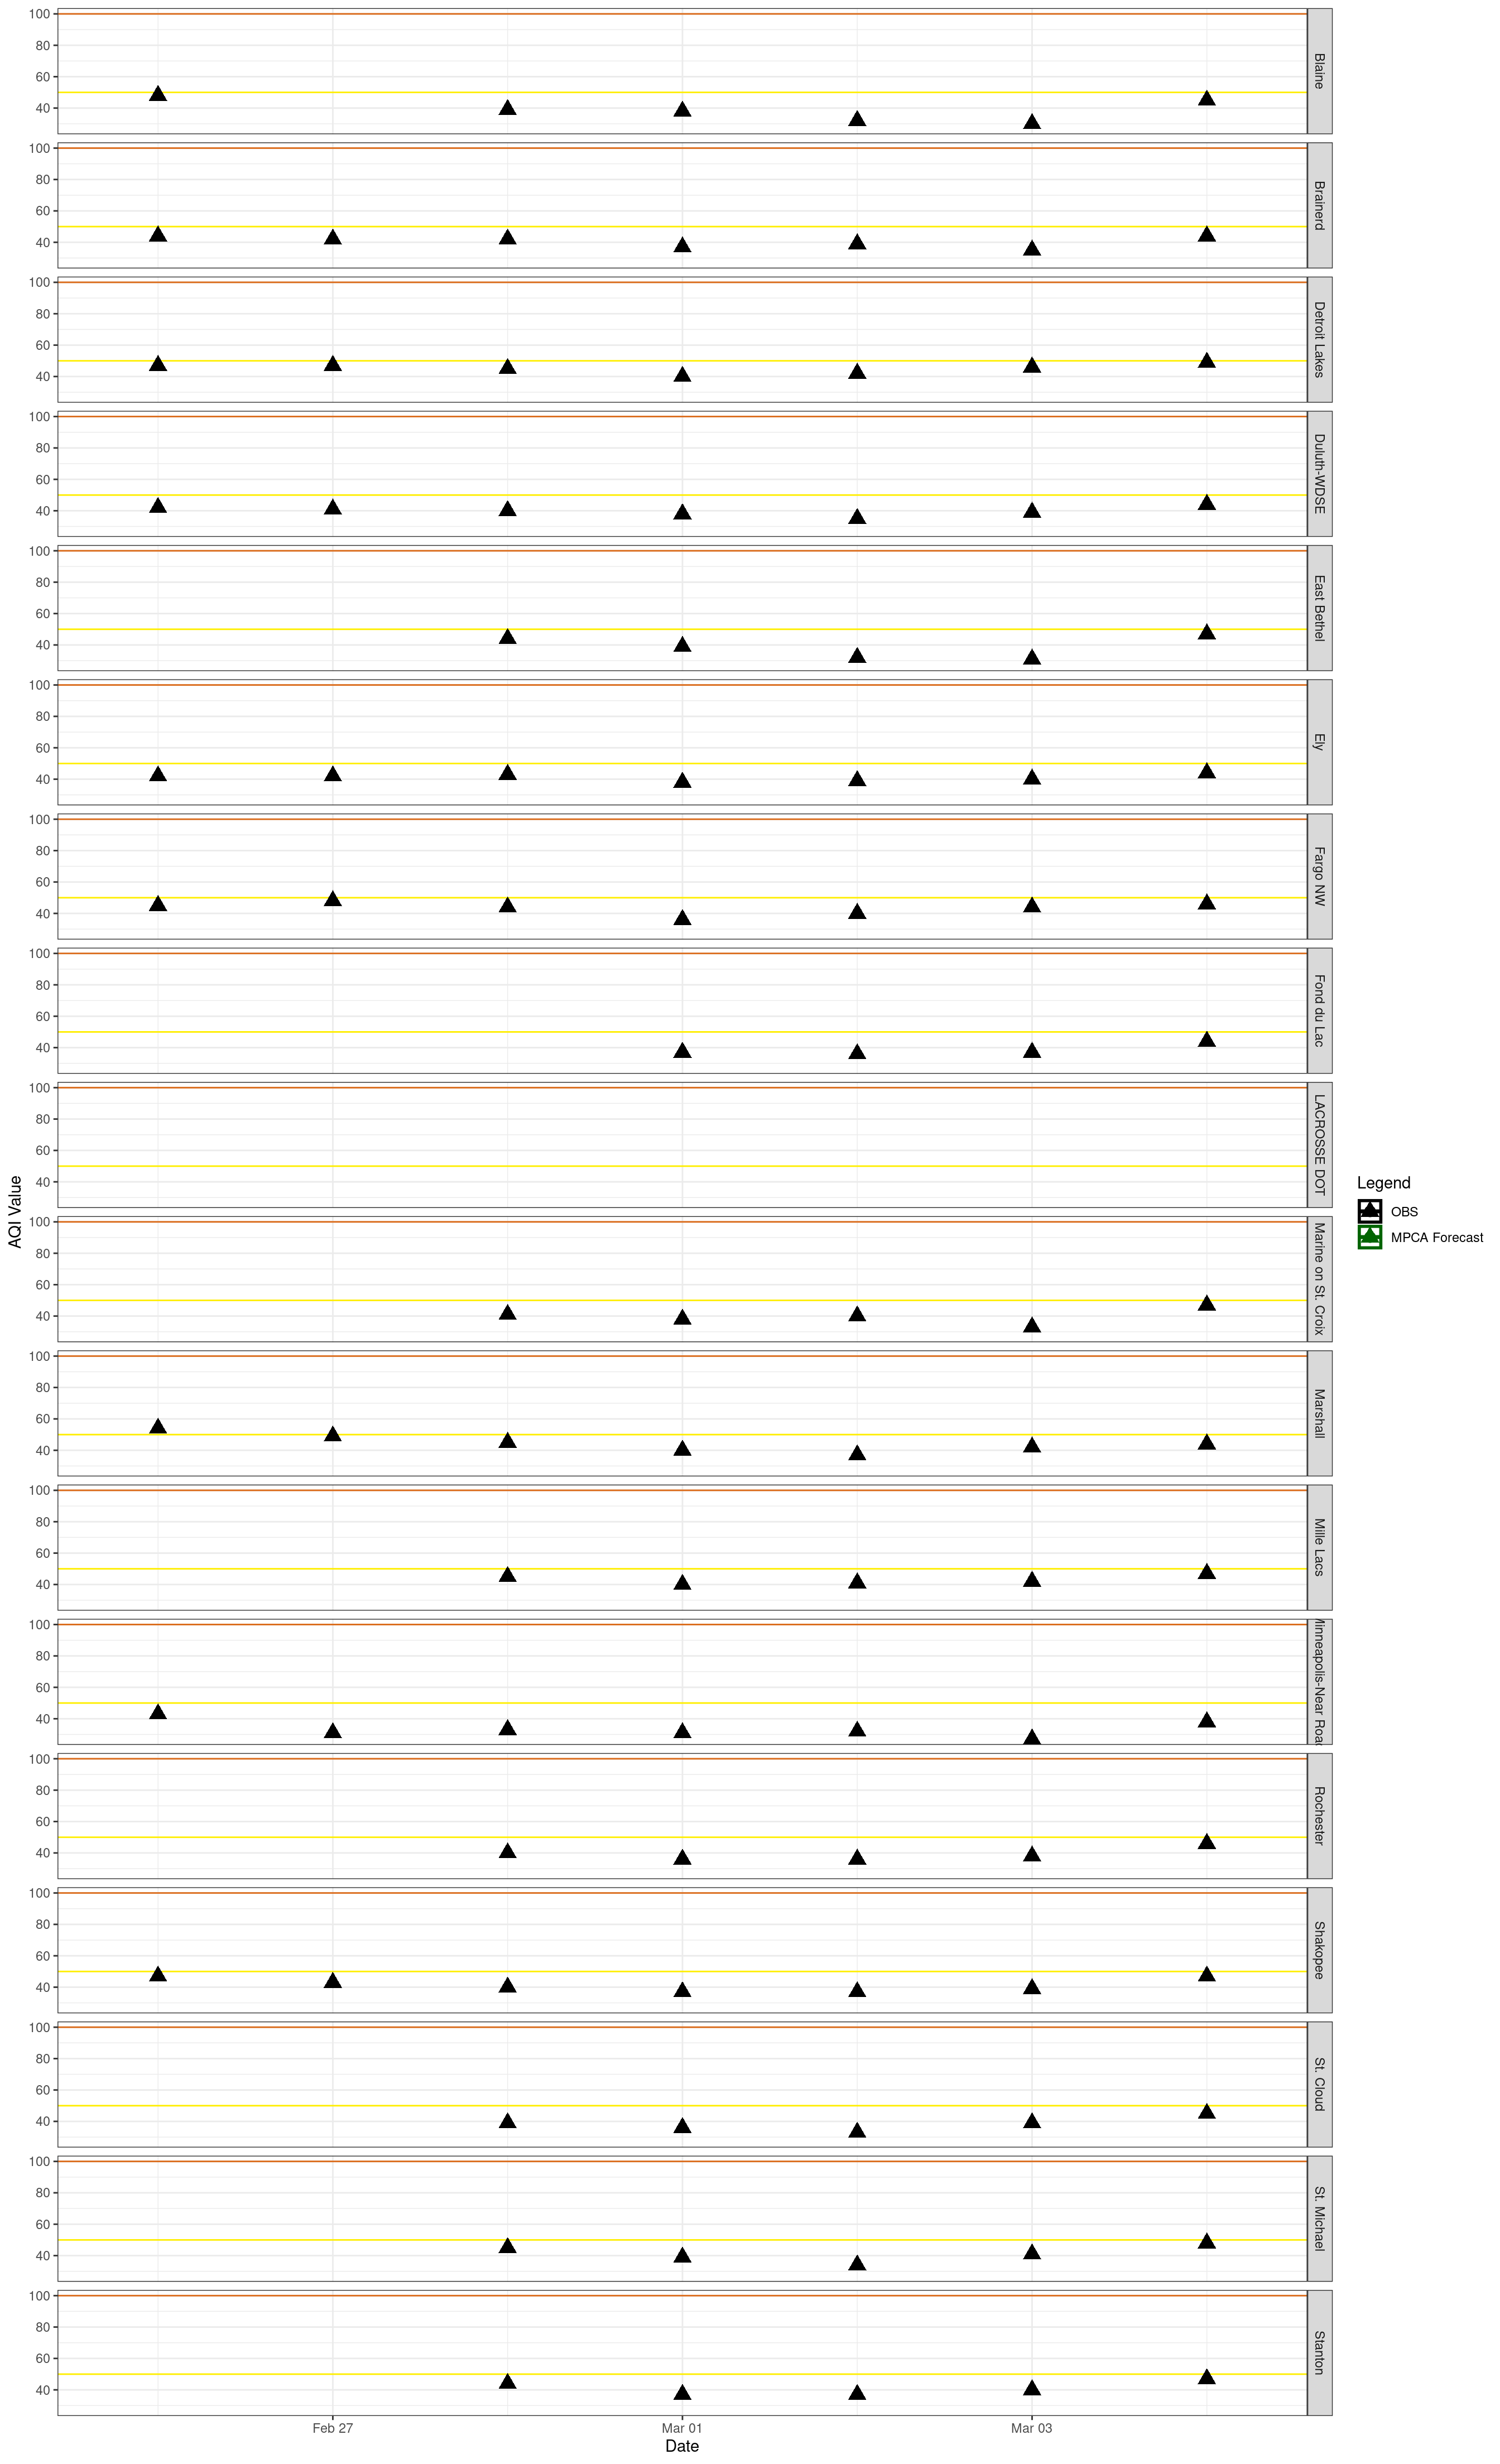 100
80
60
40
Blaine
100
80
60
40
Brainerd
100
80
60
40
Detroit Lakes
100
80
60
40
Duluth-WDSE
100
80
60
40
East Bethel
100
80
60
40
Ely
100
80
60
40
Fargo NW
100
80
60
40
Fond du Lac
100
80
60
40
LACROSSE DOT
100
80
60
40
Marine on St. Croix
100
80
60
40
Marshall
100
80
60
40
Mille Lacs
100
80
60
40
Minneapolis-Near Road
100
80
60
40
Rochester
100
80
60
40
Shakopee
100
80
60
40
St. Cloud
100
80
60
40
St. Michael
100
80
60
40
Stanton
Feb 27
Mar 01
Mar 03
Date
AQI Value
Legend
OBS
MPCA Forecast